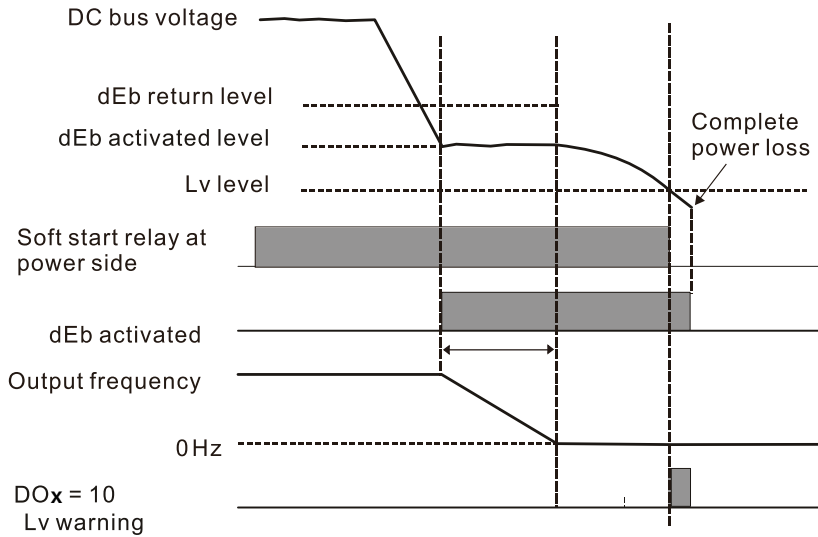 DC bus voltage
dEb return level
dEb activated level
Complete
power loss
Lv level
Soft start relay at
power side
dEb activated
Output frequency
0Hz
DOx = 10
Lv warning